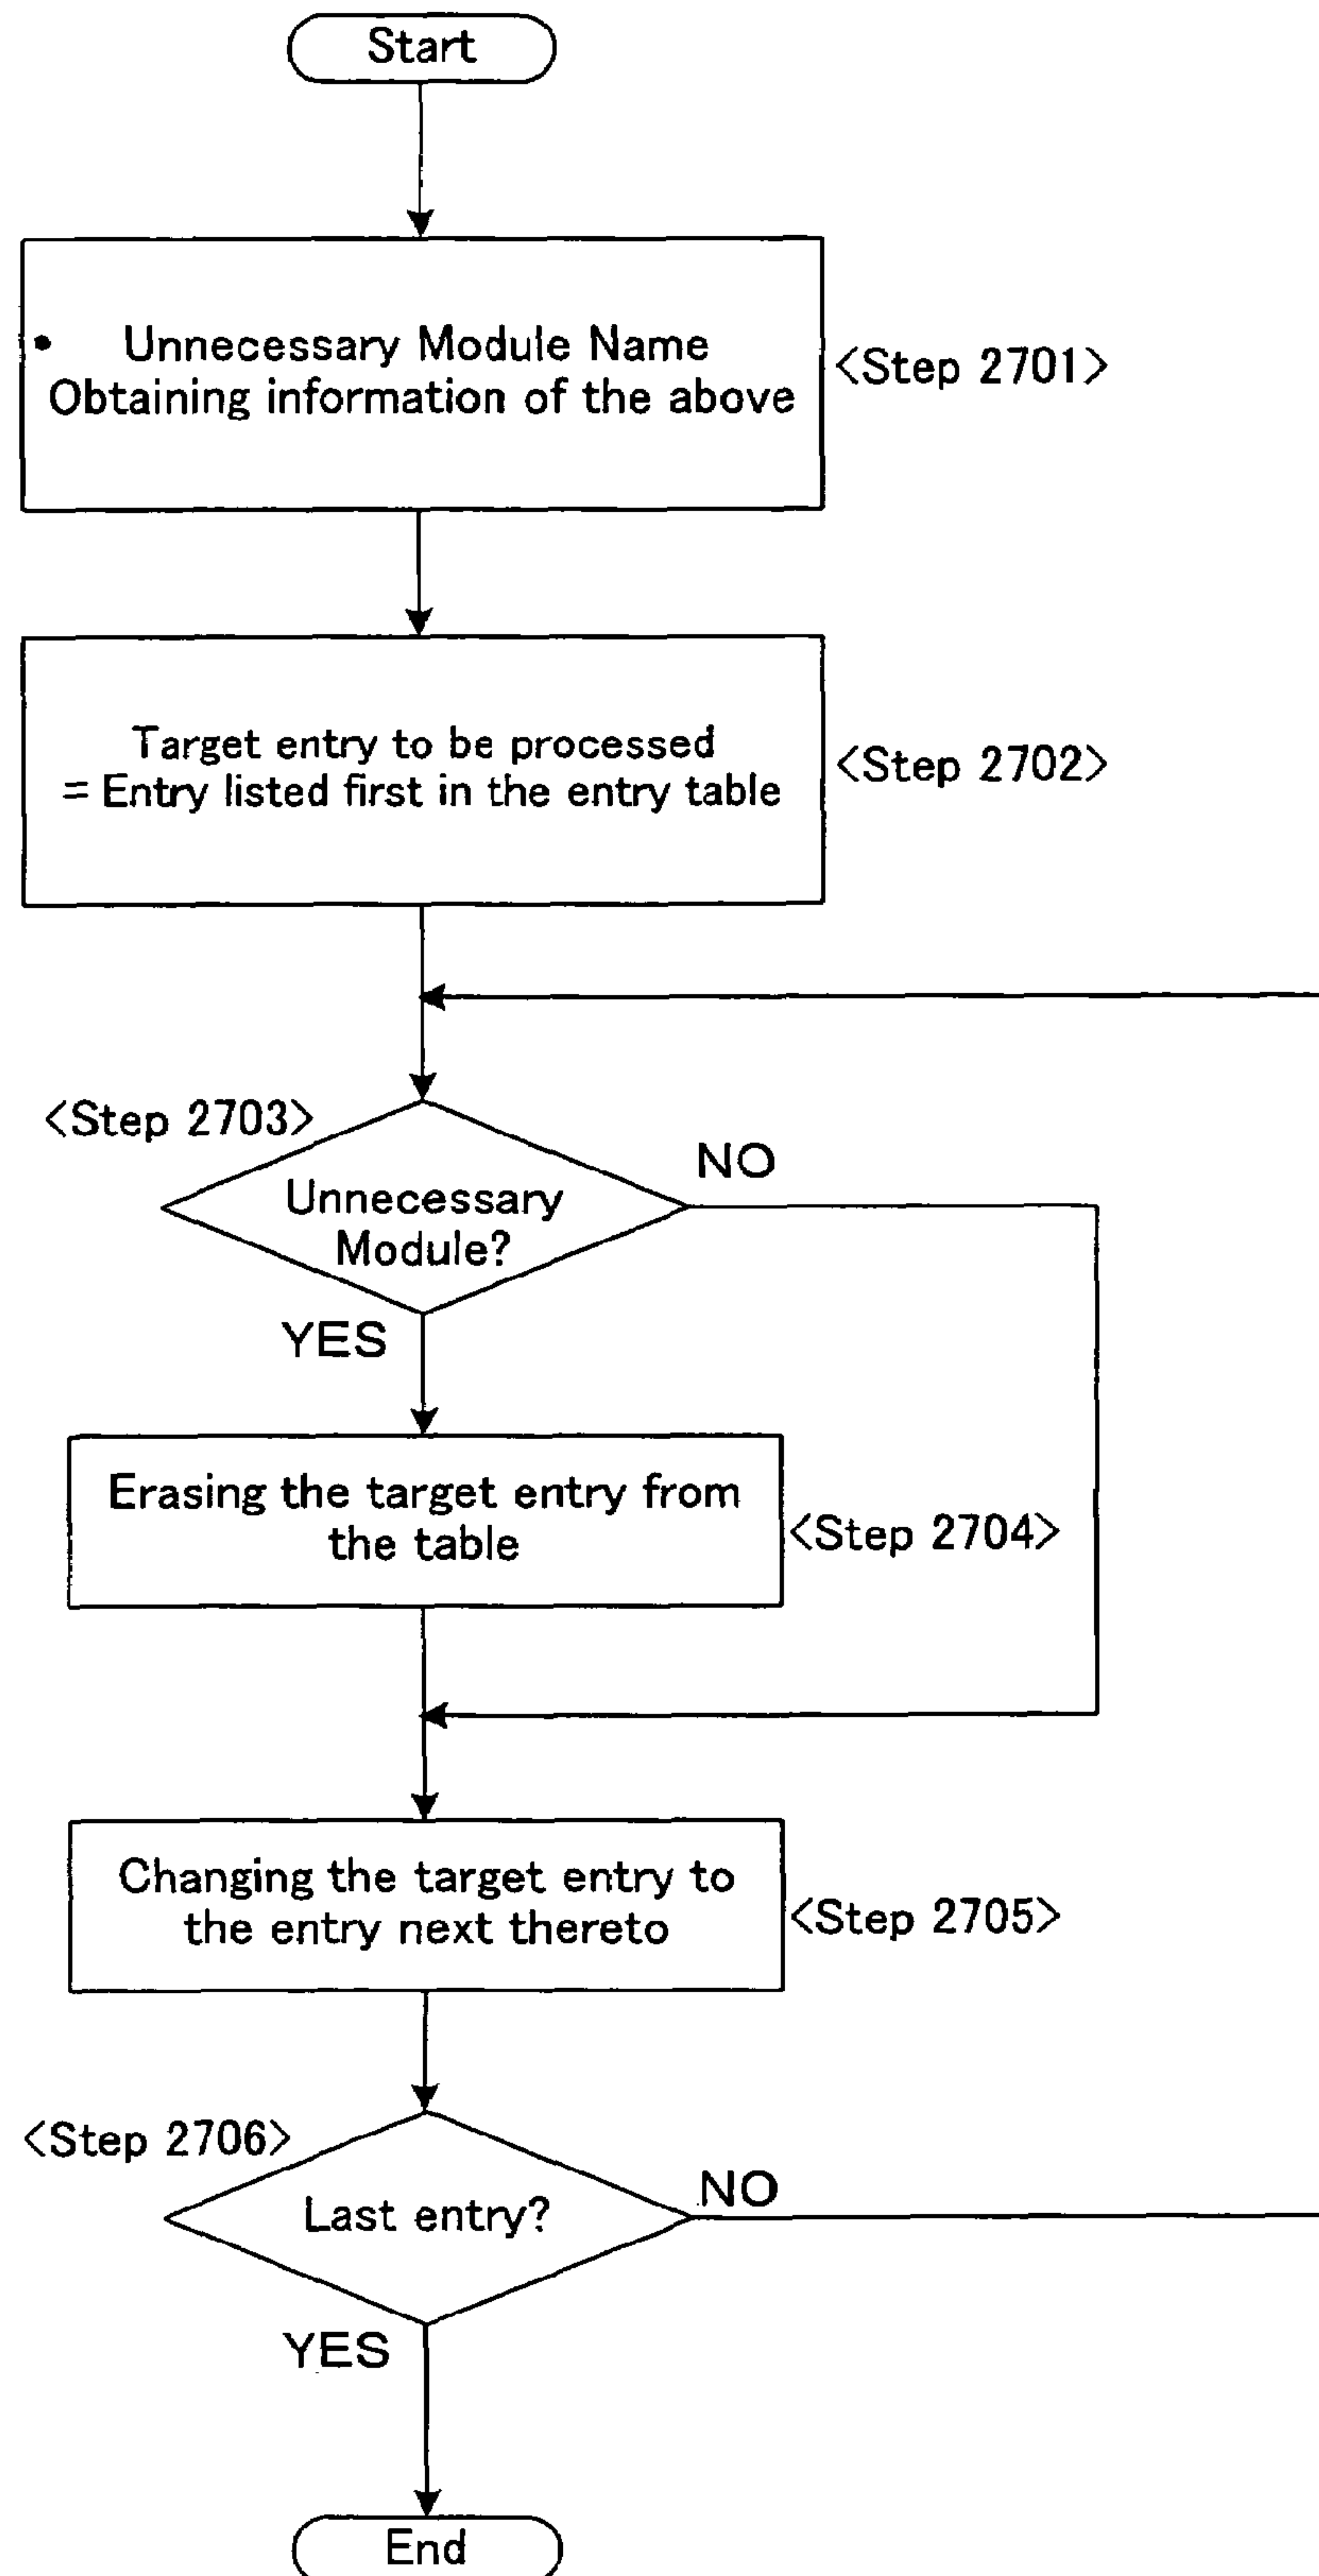 Start
• Unnecessary Module Name
Obtaining information of the above
<Step 2701>
Target entry to be processed
= Entry listed first in the entry table
<Step 2702>
<Step 2703>
NO
Unnecessary
Module?
YES
Erasing the target entry from
the table
<Step 2704>
Changing the target entry to
the entry next thereto
<Step 2705>
<Step 2706>
NO
Last entry?
YES
End